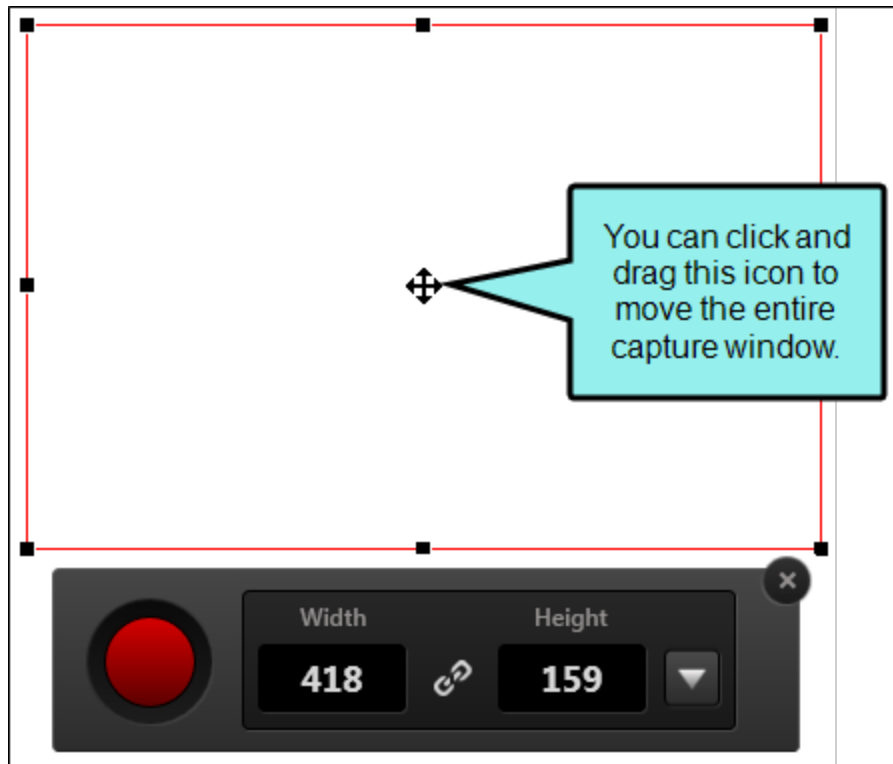 You can click and
drag this icon to
move the entire
capture window.
Width
Height
418
159